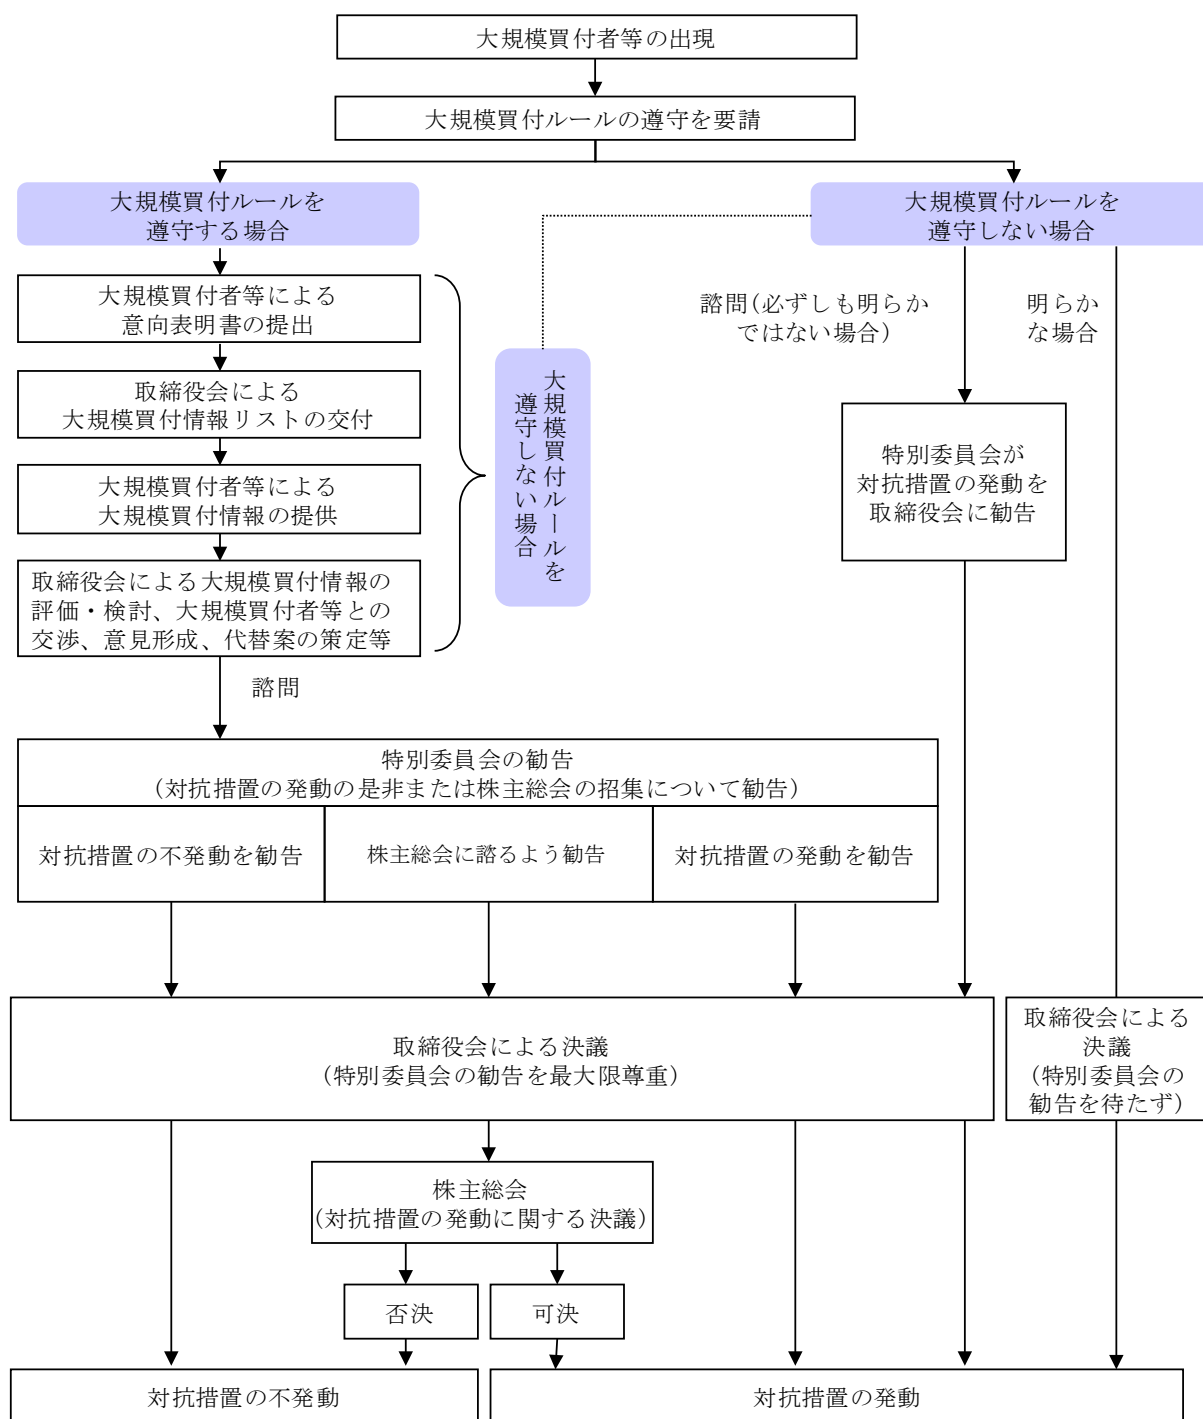 大規模買付者等の出現
大規模買付ルールの遵守を要請
大規模買付ルールを
遵守する場合
大規模買付ルールを
遵守しない場合
大規模買付者等による
意向表明書の提出
諮問(必ずしも明らか
ではない場合)
明らか
な場合
取締役会による
大規模買付情報リストの交付
大規模買付ルールを
遵守しない場合
特別委員会が
対抗措置の発動を
取締役会に勧告
大規模買付者等による
大規模買付情報の提供
取締役会による大規模買付情報の
評価・検討、大規模買付者等との
交渉、意見形成、代替案の策定等
諮問
特別委員会の勧告
(対抗措置の発動の是非または株主総会の招集について勧告)
対抗措置の不発動を勧告
株主総会に諮るよう勧告
対抗措置の発動を勧告
取締役会による決議
(特別委員会の勧告を最大限尊重)
取締役会による
決議
(特別委員会の
勧告を待たず)
株主総会
(対抗措置の発動に関する決議)
否決
可決
対抗措置の不発動
対抗措置の発動